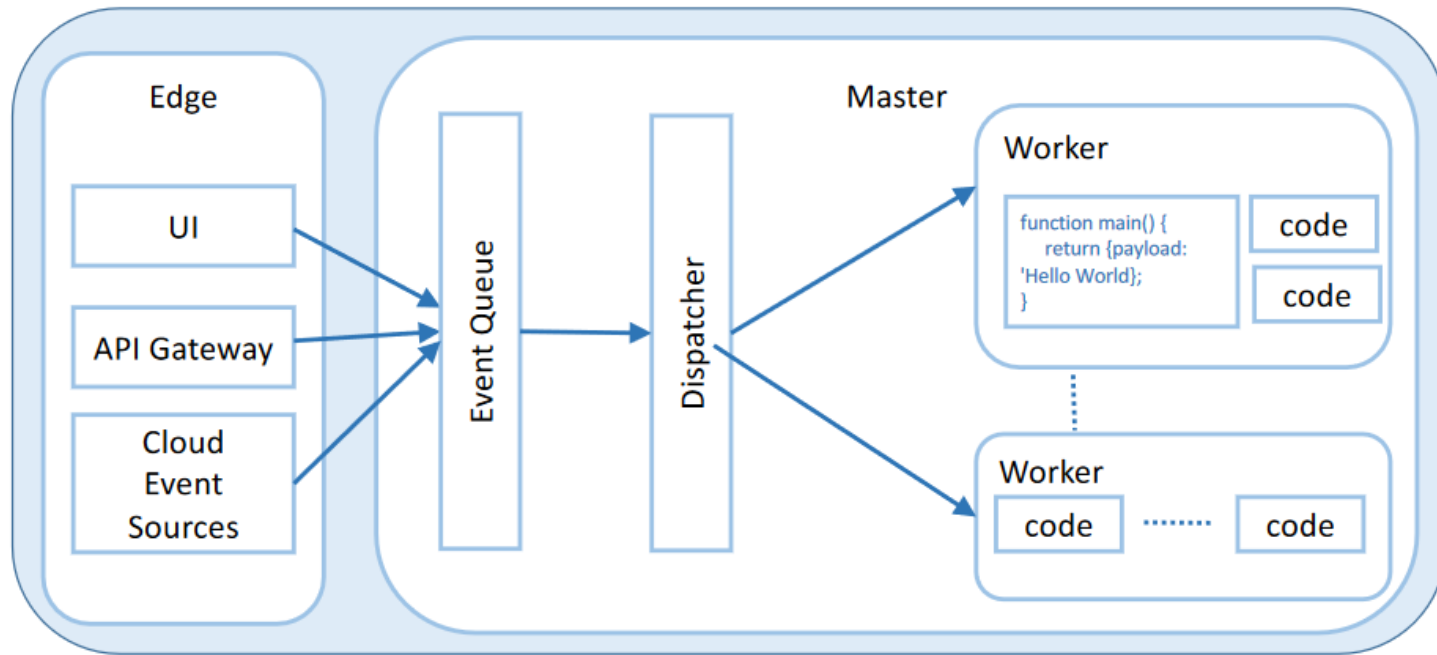 Edge
UI
API Gateway
Cloud
Event
Sources
Master
Event Queue
Dispatcher
Worker
function main() {
return {payload:
'Hello World};
}
code
code
Worker
code
code